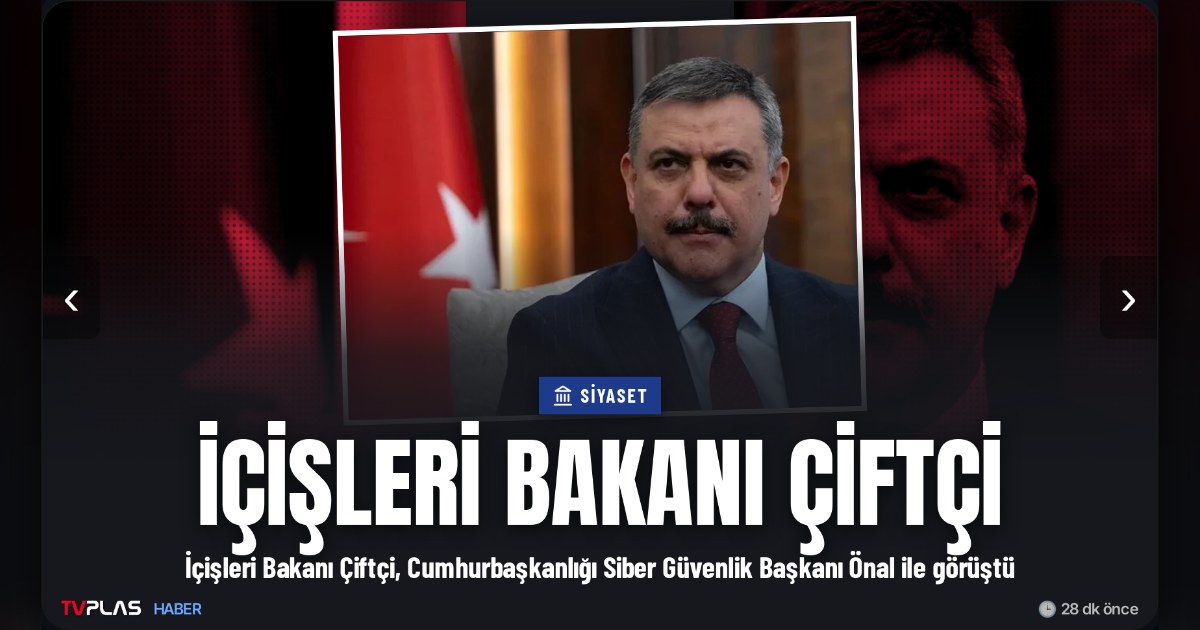 SİYASET
İÇİŞLERİ BAKANI ÇİFTÇİ
İçişleri Bakanı Çiftçi, Cumhurbaşkanlığı Siber Güvenlik Başkanı Önal ile görüştü
TVPLAS HABER
28 dk önce